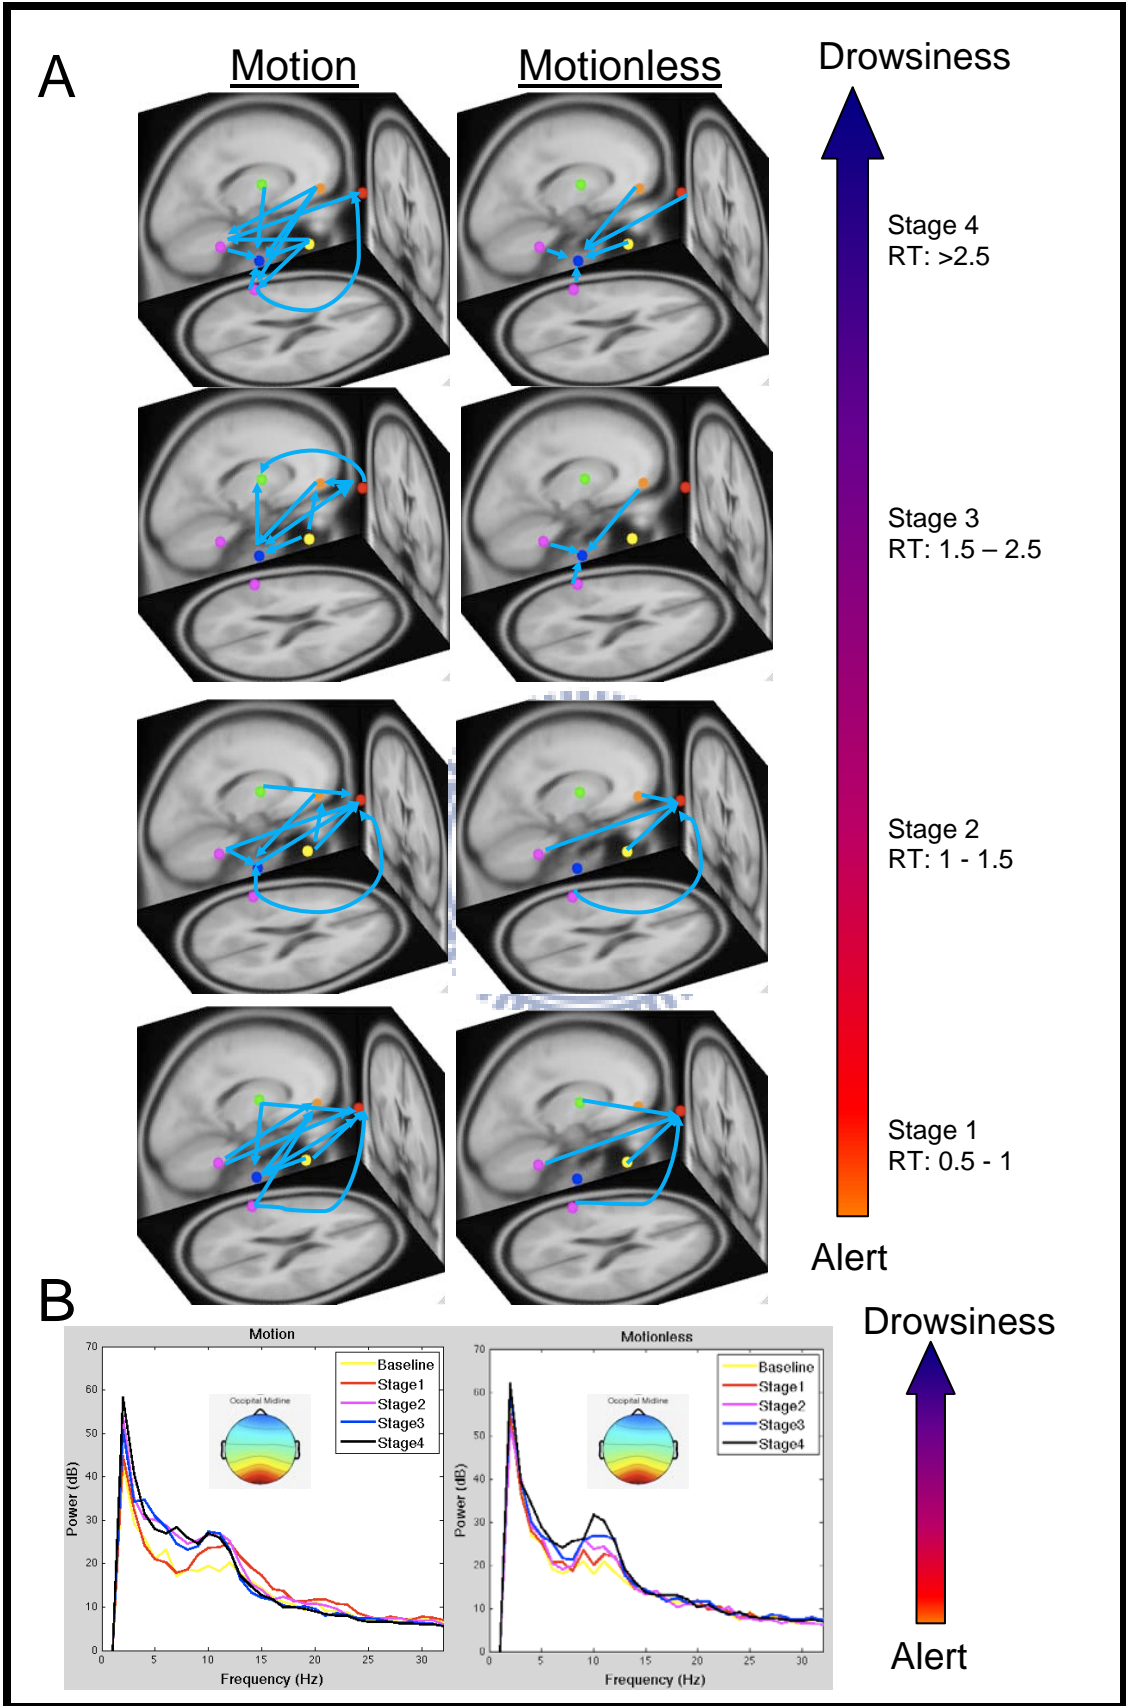 A
Motion
Motionless
Drowsiness
Stage 4
RT: >2.5
Stage 3
RT: 1.5 – 2.5
Stage 2
RT: 1 - 1.5
Stage 1
RT: 0.5 - 1
Alert
B
Drowsiness
Motion
70
60
50
40
30
20
10
0
Power (dB)
0 5 10 15 20 25 30
Frequency (Hz)
Occipital Midline
Baseline
Stage1
Stage2
Stage3
Stage4
Motionless
70
60
50
40
30
20
10
0
Power (dB)
0 5 10 15 20 25 30
Frequency (Hz)
Occipital Midline
Baseline
Stage1
Stage2
Stage3
Stage4
Alert